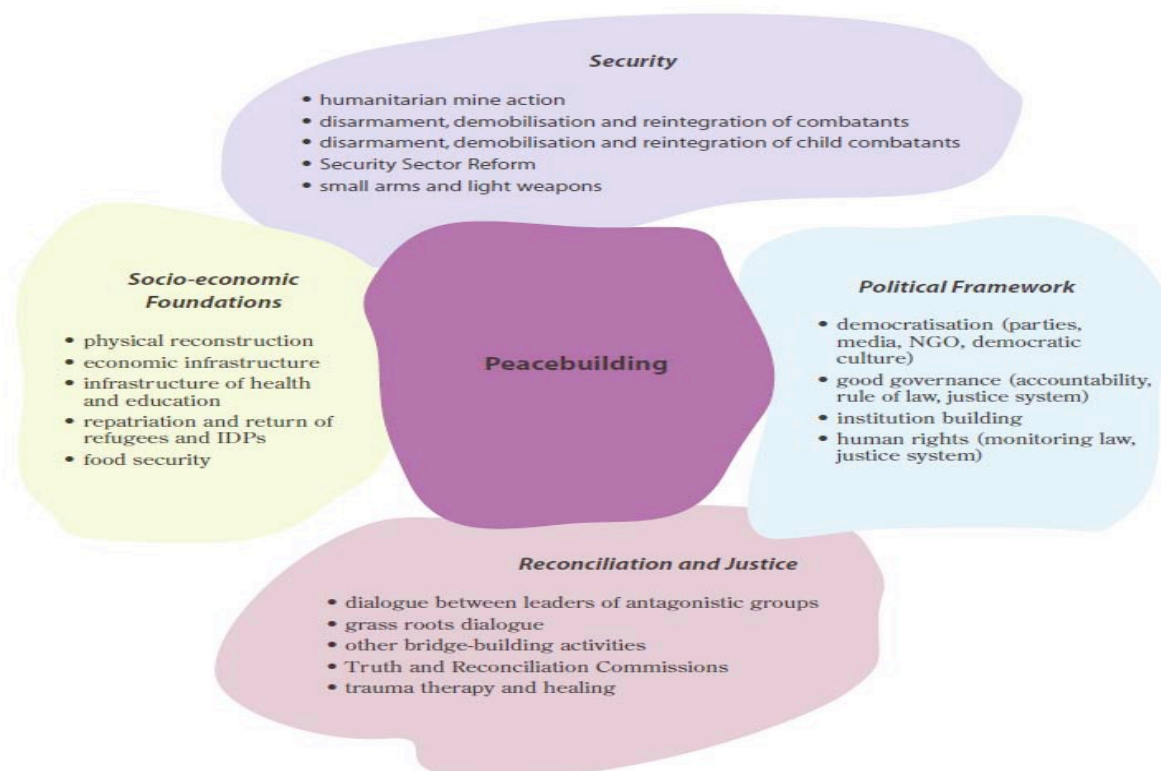 Security
• humanitarian mine action
• disarmament, demobilisation and reintegration of combatants
• disarmament, demobilisation and reintegration of child combatants
• Security Sector Reform
• small arms and light weapons
Socio-economic
Foundations
• physical reconstruction
• economic infrastructure
• infrastructure of health
and education
• repatriation and return of
refugees and IDPs
• food security
Peacebuilding
Political Framework
• democratisation (parties,
media, NGO, democratic
culture)
• good governance (accountability,
rule of law, justice system)
• institution building
• human rights (monitoring law,
justice system)
Reconciliation and Justice
• dialogue between leaders of antagonistic groups
• grass roots dialogue
• other bridge-building activities
• Truth and Reconciliation Commissions
• trauma therapy and healing